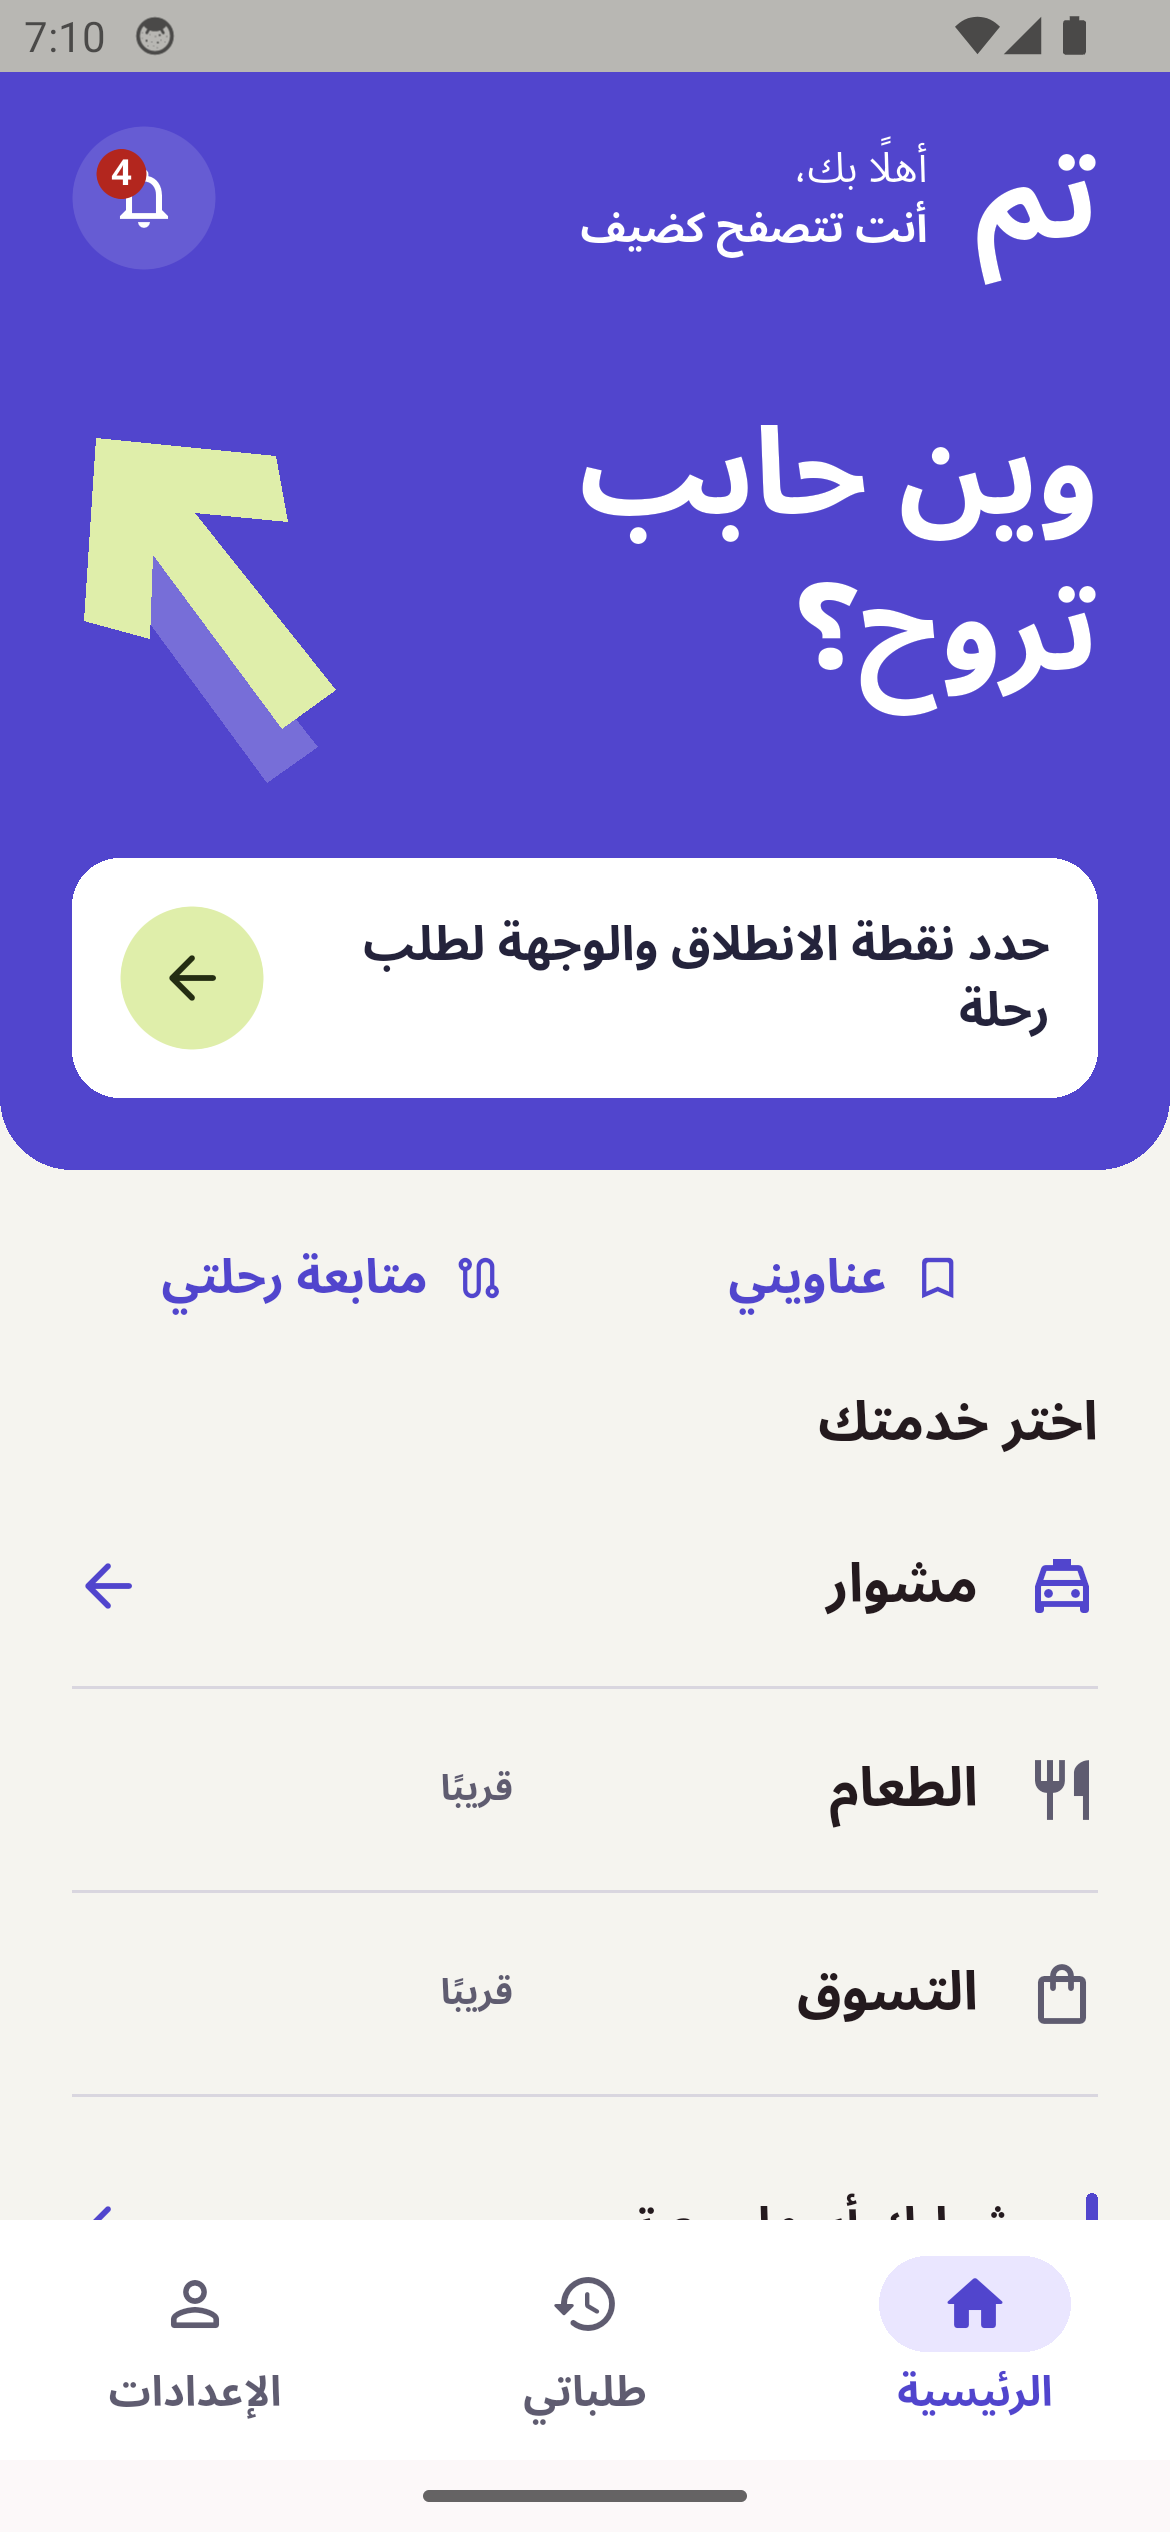 7:10
تم
أهلًا بك،
أنت تتصفح كضيف
4
وين حابب
تروح؟
حدد نقطة الانطلاق والوجهة لطلب
رحلة
عناويني
متابعة رحلتي
اختر خدمتك
مشوار
الطعام
قريبًا
التسوق
قريبًا
الرئيسية
طلباتي
الإعدادات